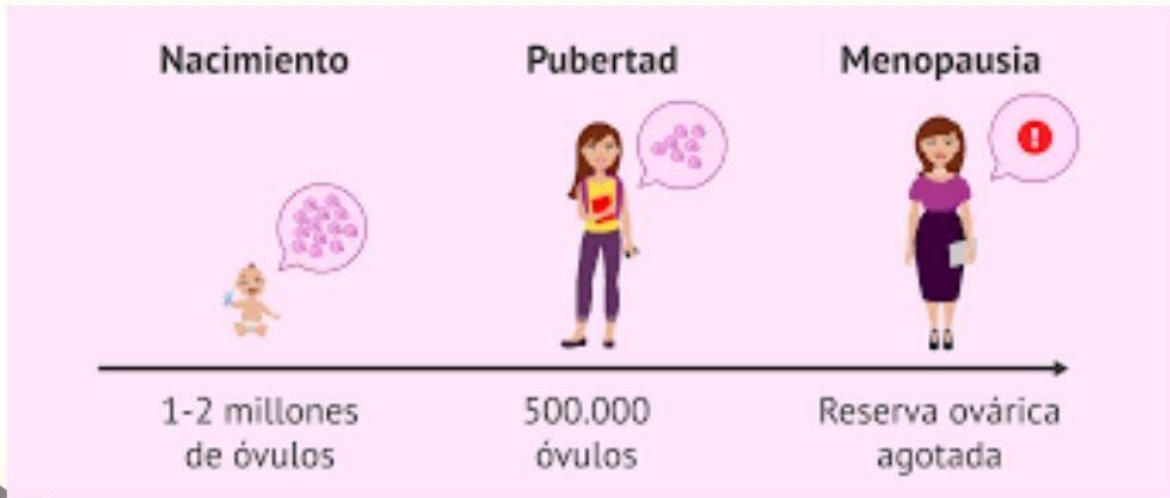 Nacimiento
Pubertad
Menopausia
!
1-2 millones
de óvulos
500.000
óvulos
Reserva ovárica
agotada